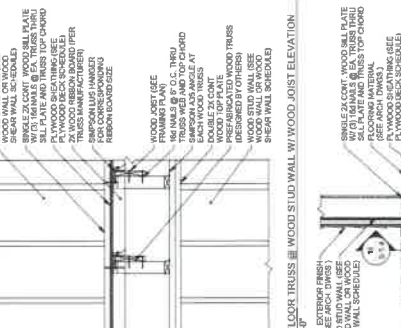 WOOD WALL OR WOOD
SHEAR WALL SCHEDULE)
SINGLE 2X CONT. WOOD SILL PLATE
W/ (3) 16d NAILS @ EA. TRUSS THRU
SILL PLATE AND TRUSS TOP CHORD
PLYWOOD SHEATHING (SEE
PLYWOOD DECK SCHEDULE)
2X WOOD RIBBON BOARD (PER
TRUSS MANUFACTURER)
SIMPSON LUS HANGER
FOR CORRESPONDING
RIBBON BOARD SIZE
WOOD JOIST (SEE
FRAMING PLAN)
16d NAILS @ 6" O.C. THRU
TRUSS WEB AND TOP CHORD
SIMPSON A35 ANGLE AT
EACH WOOD TRUSS
DOUBLE 2X CONT.
WOOD TOP PLATE
PREFABRICATED WOOD TRUSS
(DESIGNED BY OTHERS)
WOOD STUD WALL (SEE
WOOD WALL OR WOOD
SHEAR WALL SCHEDULE)
LOOR TRUSS @ WOOD STUD WALL W/ WOOD JOIST ELEVATION
SINGLE 2X CONT. WOOD SILL PLATE
W/ (3) 16d NAILS @ EA. TRUSS THRU
SILL PLATE AND TRUSS TOP CHORD
FLOORING MATERIAL
(SEE ARCH. DWGS.)
PLYWOOD SHEATHING (SEE
PLYWOOD DECK SCHEDULE)
EXTERIOR FINISH
SEE ARCH. DWGS.)
STUD WALL (SEE
D WALL OR WOOD
WALL SCHEDULE)